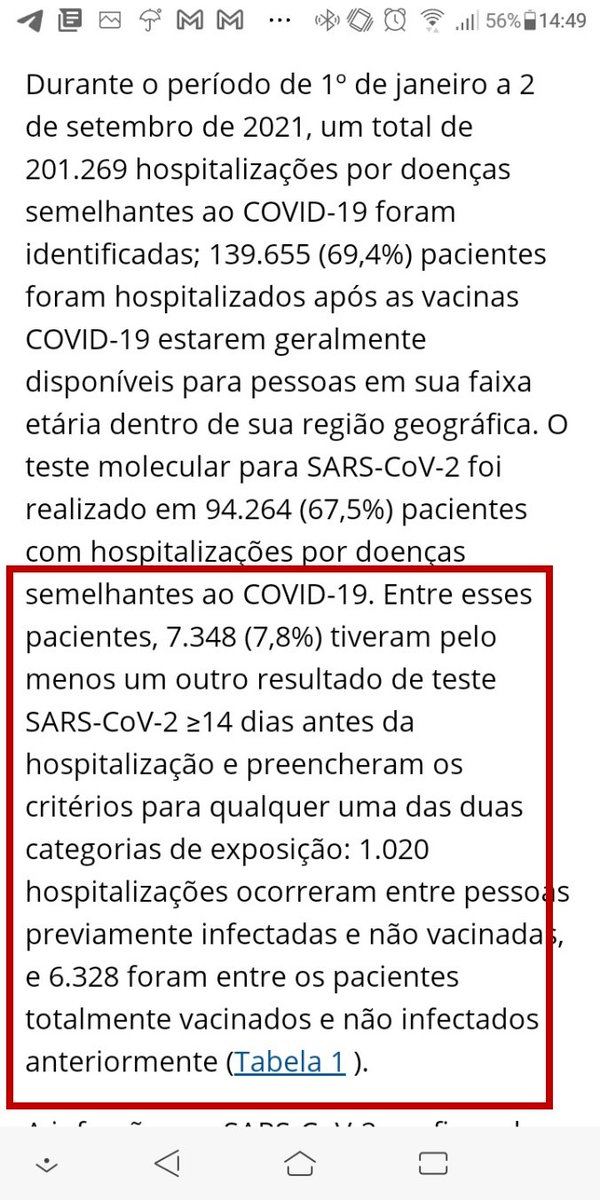 56% 14:49
Durante o período de 1º de janeiro a 2
de setembro de 2021, um total de
201.269 hospitalizações por doenças
semelhantes ao COVID-19 foram
identificadas; 139.655 (69,4%) pacientes
foram hospitalizados após as vacinas
COVID-19 estarem geralmente
disponíveis para pessoas em sua faixa
etária dentro de sua região geográfica. O
teste molecular para SARS-CoV-2 foi
realizado em 94.264 (67,5%) pacientes
com hospitalizações por doenças
semelhantes ao COVID-19. Entre esses
pacientes, 7.348 (7,8%) tiveram pelo
menos um outro resultado de teste
SARS-CoV-2 ≥14 dias antes da
hospitalização e preencheram os
critérios para qualquer uma das duas
categorias de exposição: 1.020
hospitalizações ocorreram entre pessoas
previamente infectadas e não vacinadas,
e 6.328 foram entre os pacientes
totalmente vacinados e não infectados
anteriormente (Tabela 1 ).